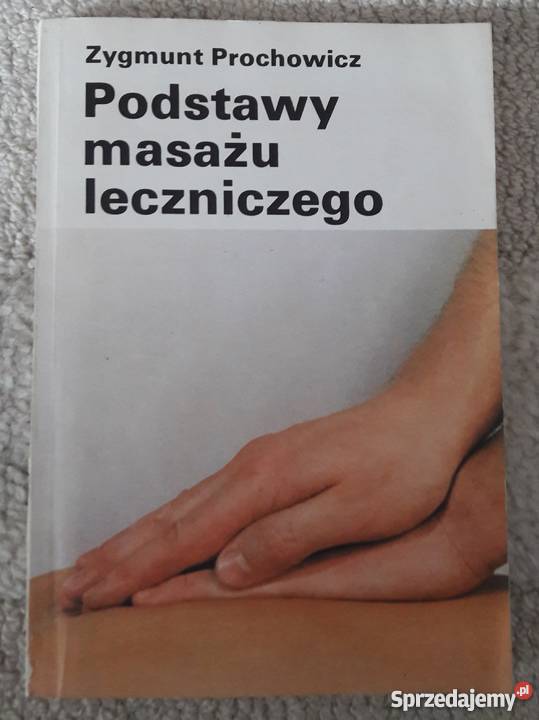 Zygmunt Prochowicz
Podstawy
masażu
leczniczego
Sprzedajemy.pl